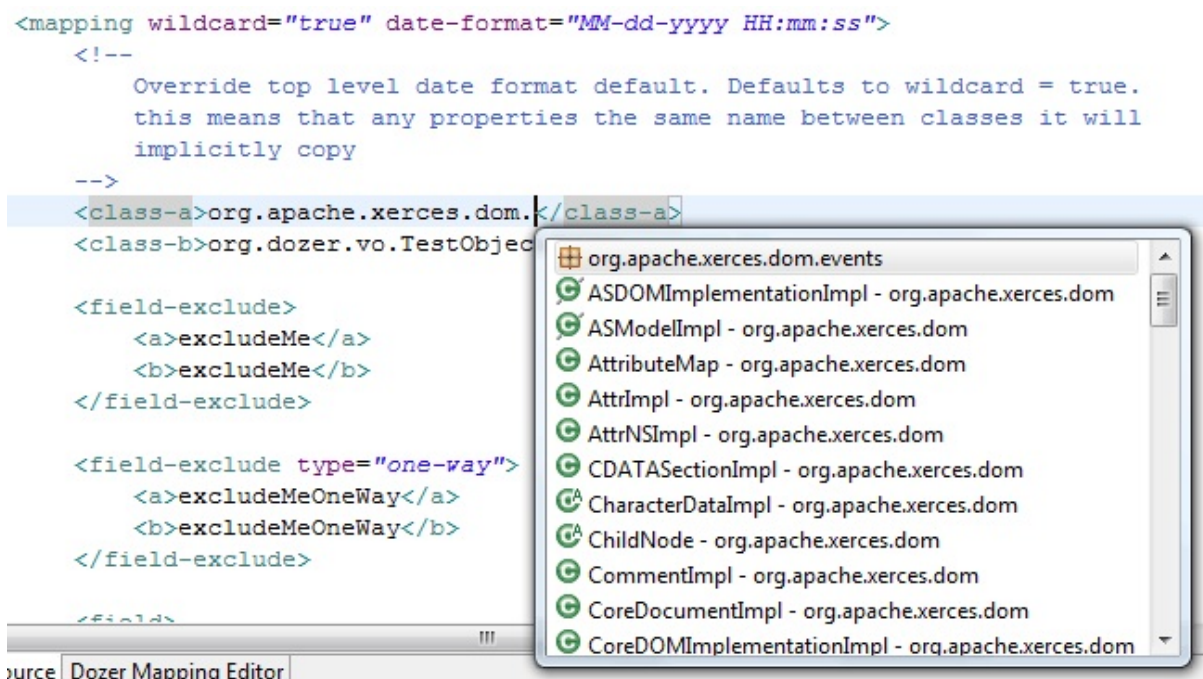 <mapping wildcard="true" date-format="MM-dd-yyyy HH:mm:ss">
<!--
Override top level date format default. Defaults to wildcard = true.
this means that any properties the same name between classes it will
implicitly copy
-->
<class-a>org.apache.xerces.dom.</class-a>
<class-b>org.dozer.vo.TestObjec
<field-exclude>
<a>excludeMe</a>
<b>excludeMe</b>
</field-exclude>
<field-exclude type="one-way">
<a>excludeMeOneWay</a>
<b>excludeMeOneWay</b>
</field-exclude>
<field>
org.apache.xerces.dom.events
ASDOMImplementationImpl - org.apache.xerces.dom
ASModelImpl - org.apache.xerces.dom
AttributeMap - org.apache.xerces.dom
AttrImpl - org.apache.xerces.dom
AttrNSImpl - org.apache.xerces.dom
CDATASectionImpl - org.apache.xerces.dom
CharacterDataImpl - org.apache.xerces.dom
ChildNode - org.apache.xerces.dom
CommentImpl - org.apache.xerces.dom
CoreDocumentImpl - org.apache.xerces.dom
CoreDOMImplementationImpl - org.apache.xerces.dom
ource Dozer Mapping Editor